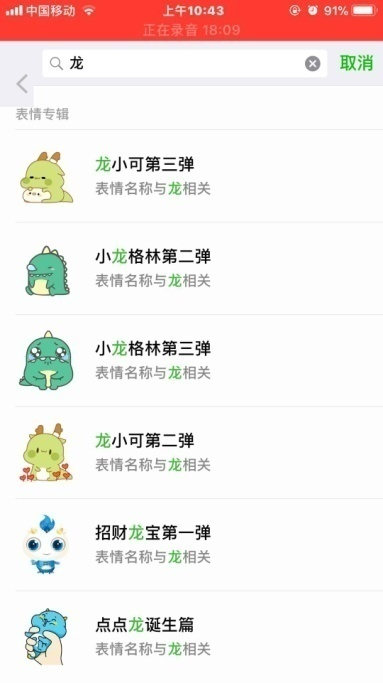 中国移动
上午10:43
91%
正在录音 18:09
龙
取消
表情专辑
龙小可第三弹
表情名称与龙相关
小龙格林第二弹
表情名称与龙相关
小龙格林第三弹
表情名称与龙相关
龙小可第二弹
表情名称与龙相关
招财龙宝第一弹
表情名称与龙相关
点点龙诞生篇
表情名称与龙相关